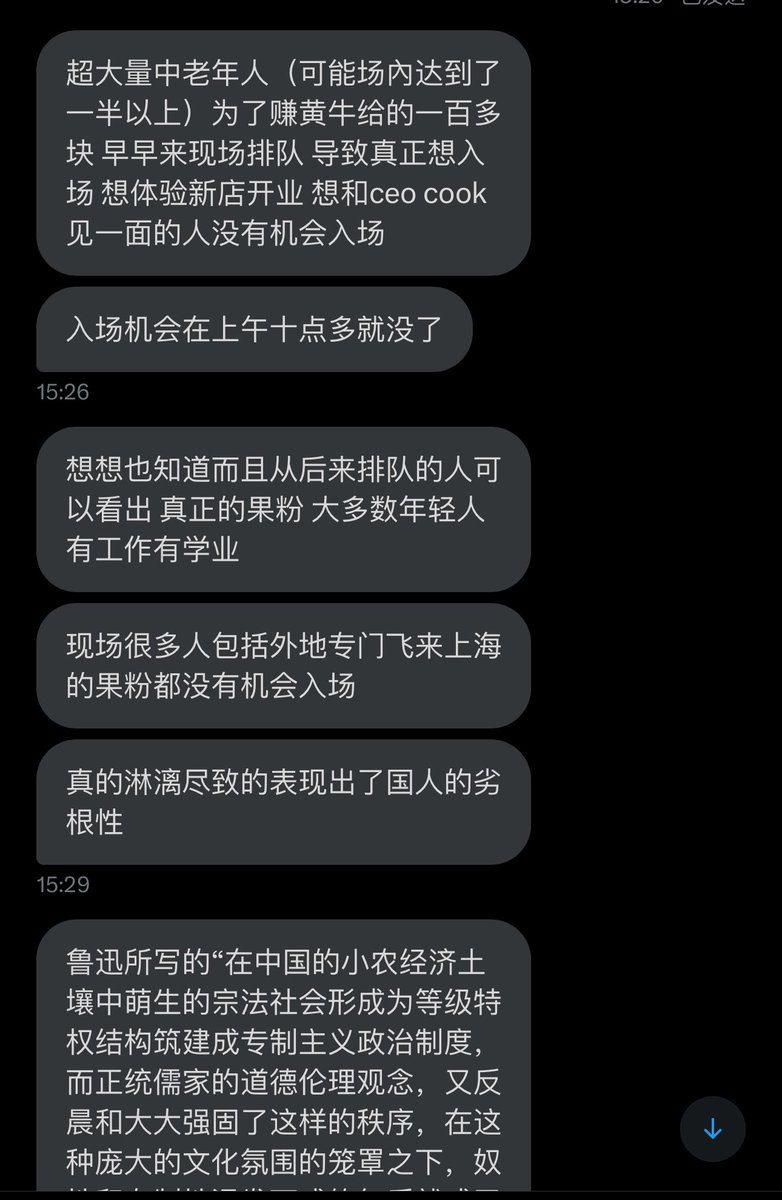 超大量中老年人（可能场内达到了
一半以上）为了赚黄牛给的一百多
块 早早来现场排队 导致真正想入
场 想体验新店开业 想和ceo cook
见一面的人没有机会入场
入场机会在上午十点多就没了
15:26
想想也知道而且从后来排队的人可
以看出 真正的果粉 大多数年轻人
有工作有学业
现场很多人包括外地专门飞来上海
的果粉都没有机会入场
真的淋漓尽致的表现出了国人的劣
根性
15:29
鲁迅所写的“在中国的小农经济土
壤中萌生的宗法社会形成为等级特
权结构筑建成专制主义政治制度，
而正统儒家的道德伦理观念，又反
晨和大大强固了这样的秩序，在这
种庞大的文化氛围的笼罩之下，奴